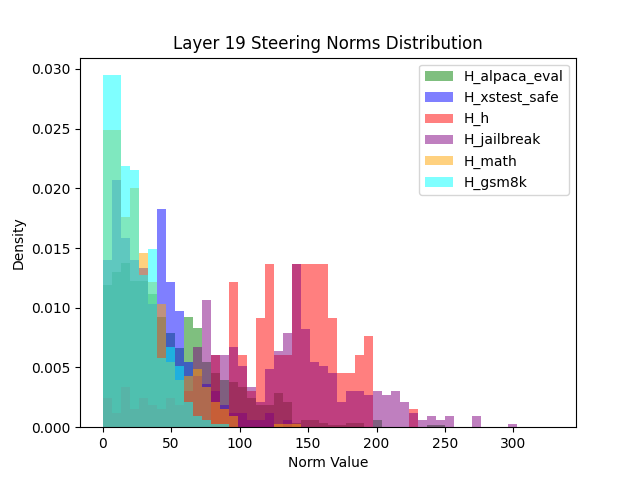 Layer 19 Steering Norms Distribution
H_alpaca_eval
H_xstest_safe
H_h
H_jailbreak
H_math
H_gsm8k
0.030
0.025
0.020
0.015
0.010
0.005
0.000
Density
0 50 100 150 200 250 300
Norm Value